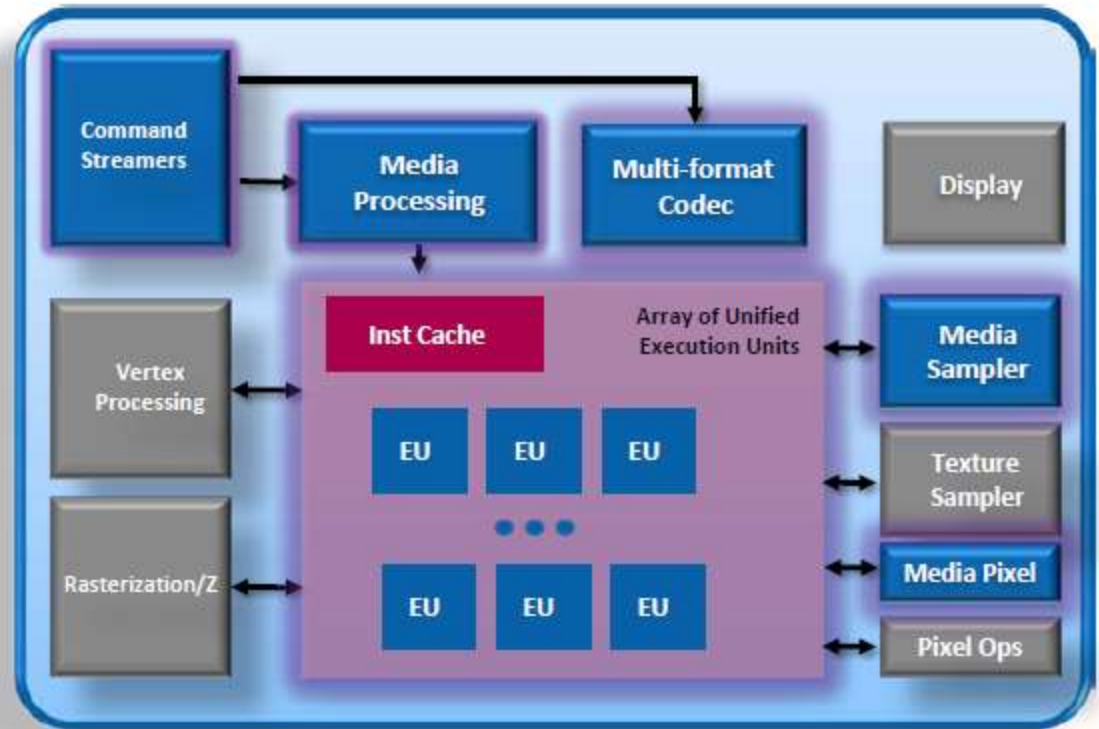 Command
Streamers
Media
Processing
Multi-format
Codec
Display
Inst Cache
Array of Unified
Execution Units
Media
Sampler
Vertex
Processing
EU EU EU
Texture
Sampler
Rasterization/Z
Media Pixel
EU EU EU
Pixel Ops